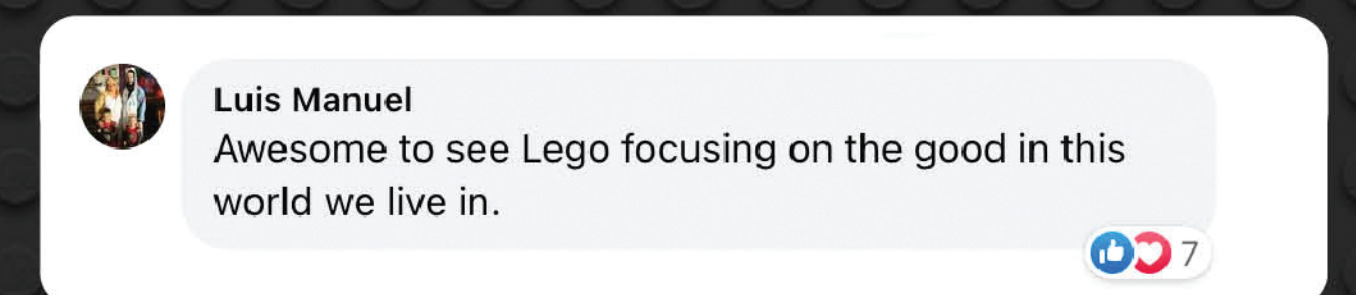 Luis Manuel
Awesome to see Lego focusing on the good in this
world we live in.
7